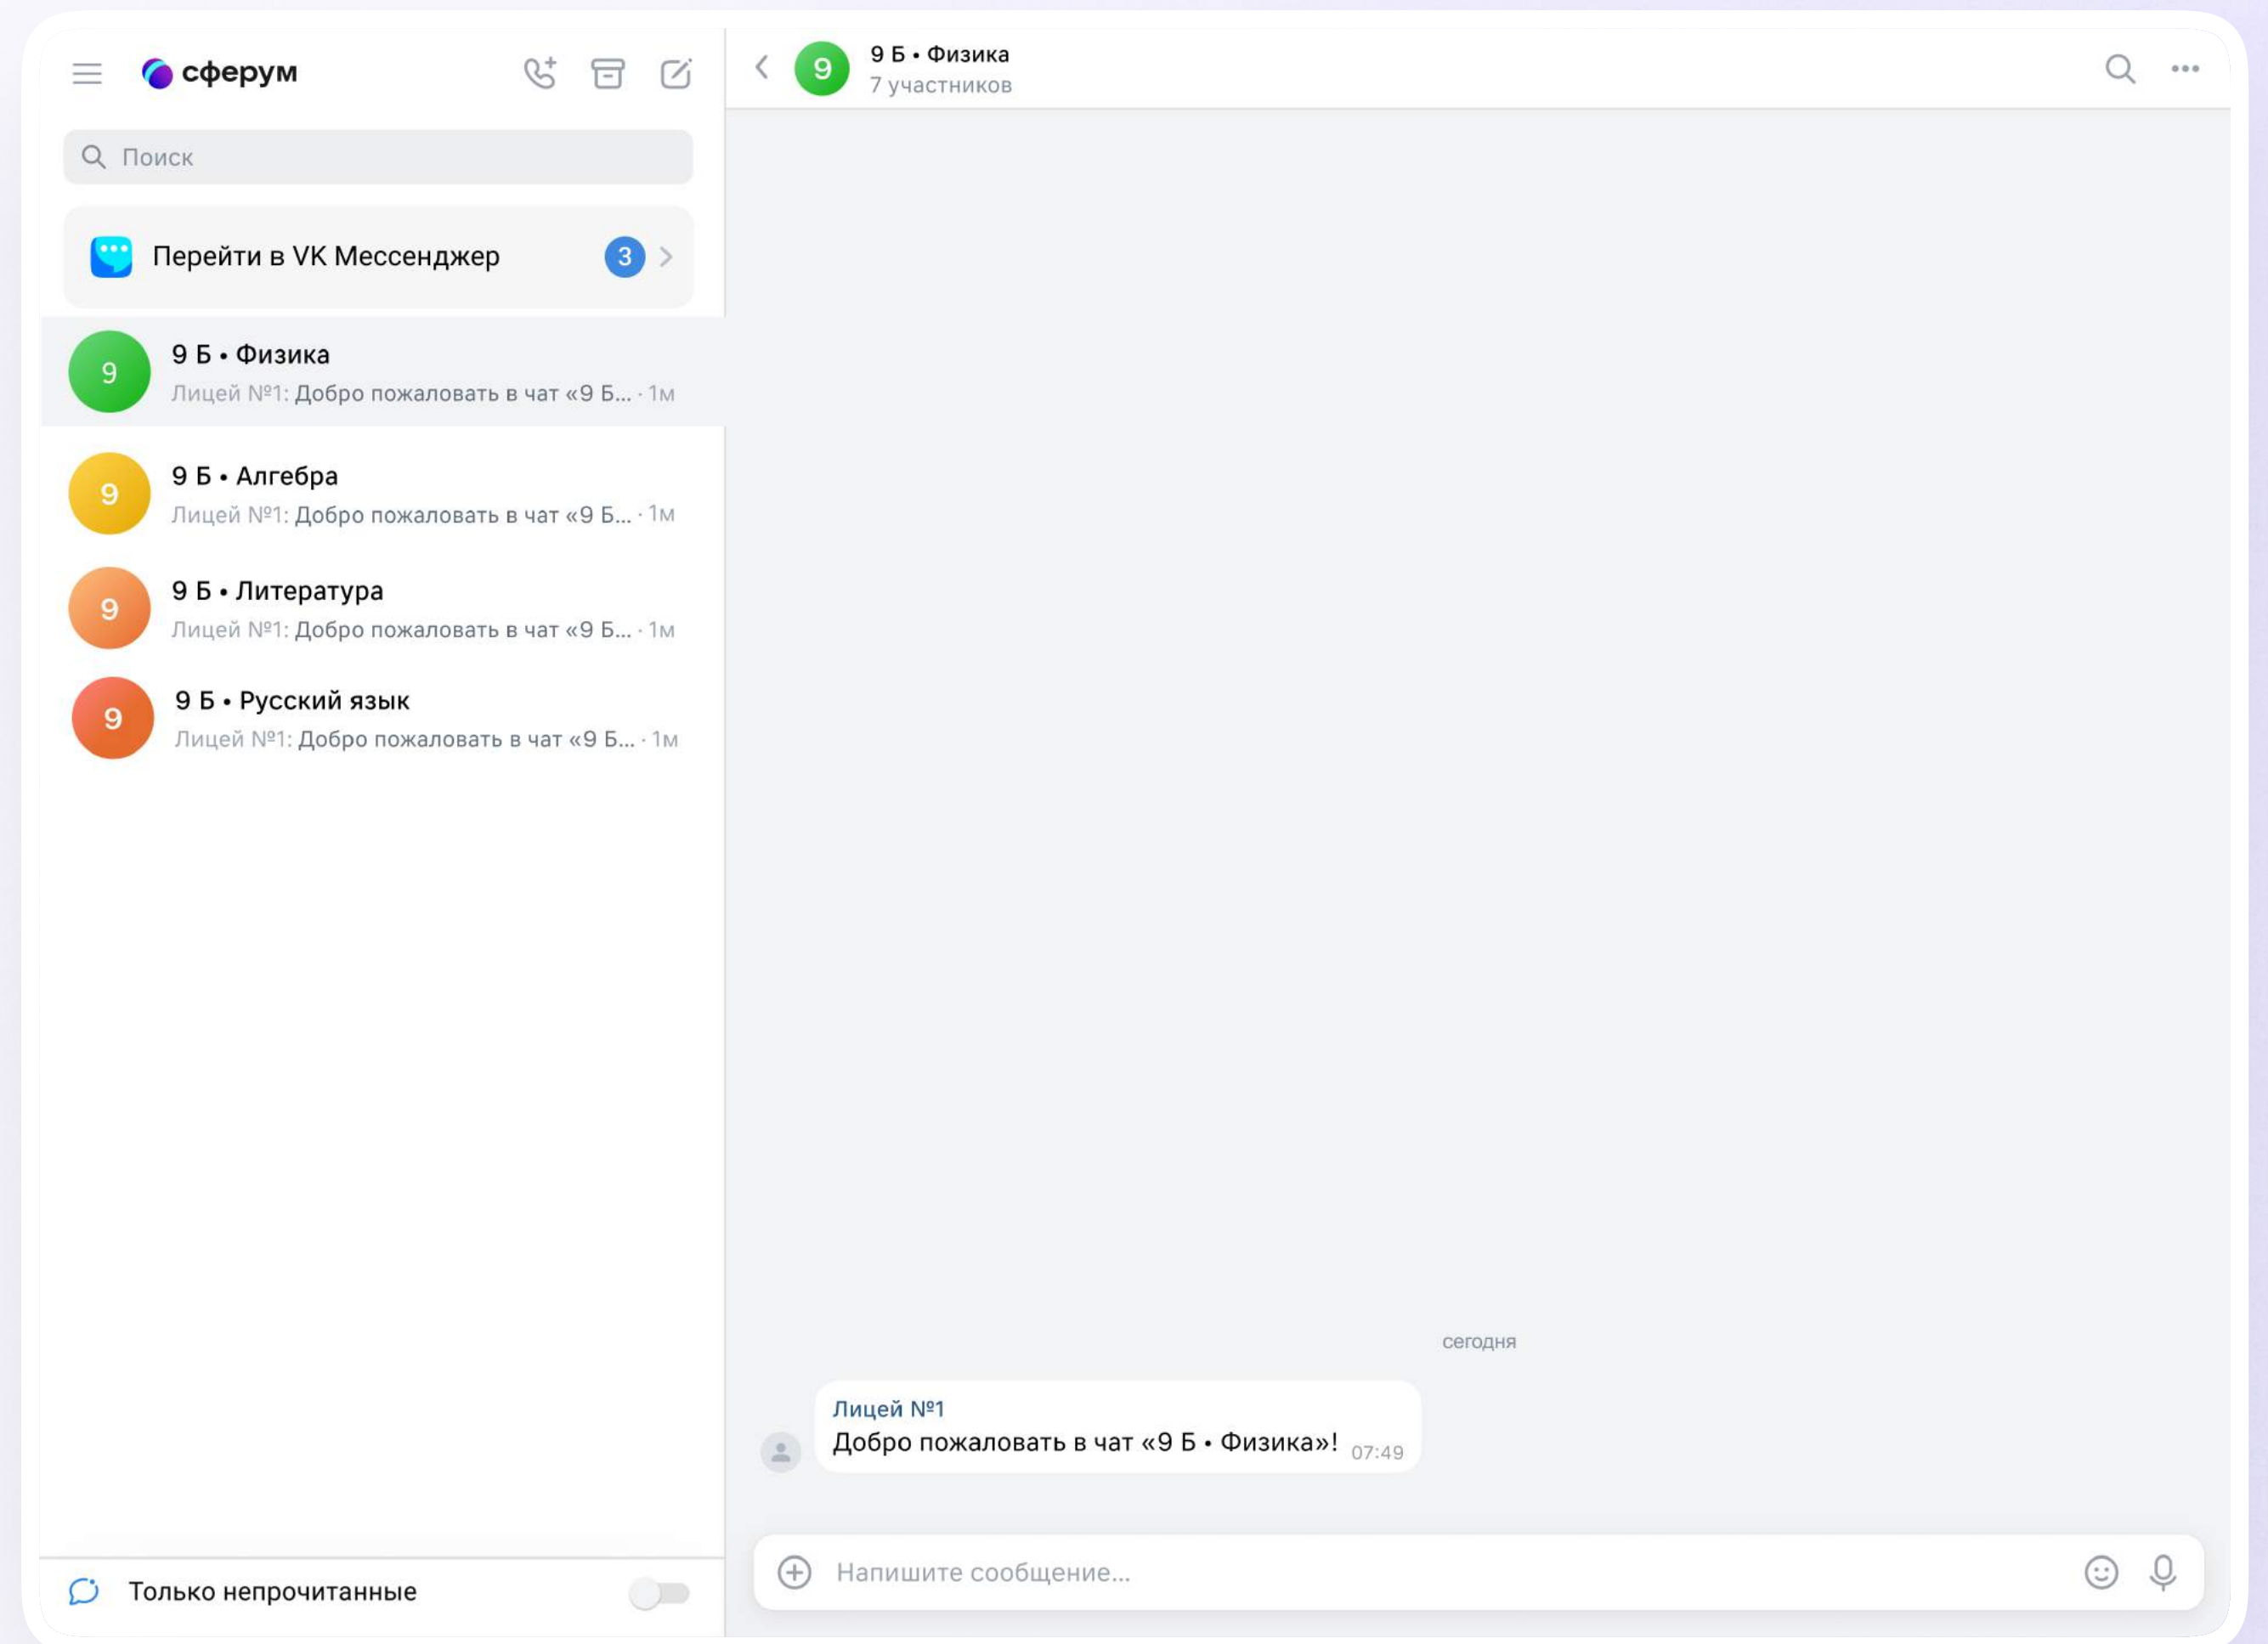 сферум
Поиск
Перейти в VK Мессенджер 3
9
9 Б • Физика
Лицей №1: Добро пожаловать в чат «9 Б... · 1м
9
9 Б • Алгебра
Лицей №1: Добро пожаловать в чат «9 Б... · 1м
9
9 Б • Литература
Лицей №1: Добро пожаловать в чат «9 Б... · 1м
9
9 Б • Русский язык
Лицей №1: Добро пожаловать в чат «9 Б... · 1м
Только непрочитанные
9
9 Б • Физика
7 участников
сегодня
Лицей №1
Добро пожаловать в чат «9 Б • Физика»! 07:49
Напишите сообщение...